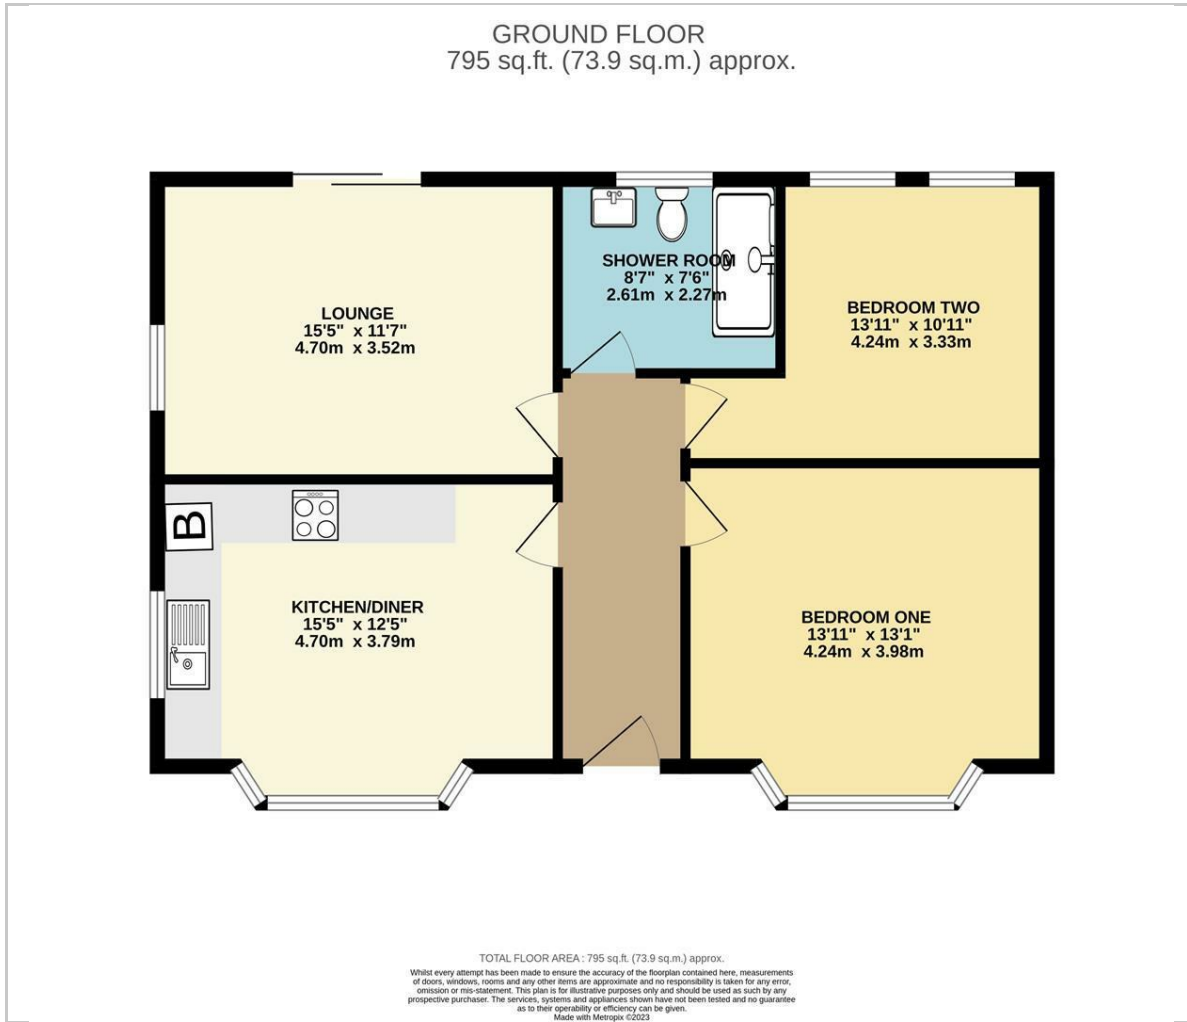 GROUND FLOOR
795 sq.ft. (73.9 sq.m.) approx.
SHOWER ROOM
8'7" x 7'6"
2.61m x 2.27m
LOUNGE
15'5" x 11'7"
4.70m x 3.52m
BEDROOM TWO
13'11" x 10'11"
4.24m x 3.33m
B
KITCHEN/DINER
15'5" x 12'5"
4.70m x 3.79m
BEDROOM ONE
13'11" x 13'1"
4.24m x 3.98m
TOTAL FLOOR AREA : 795 sq.ft. (73.9 sq.m.) approx.
Whilst every attempt has been made to ensure the accuracy of the floorplan contained here, measurements
of doors, windows, rooms and any other items are approximate and no responsibility is taken for any error,
omission or mis-statement. This plan is for illustrative purposes only and should be used as such by any
prospective purchaser. The services, systems and appliances shown have not been tested and no guarantee
as to their operability or efficiency can be given.
Made with Metropix ©2023